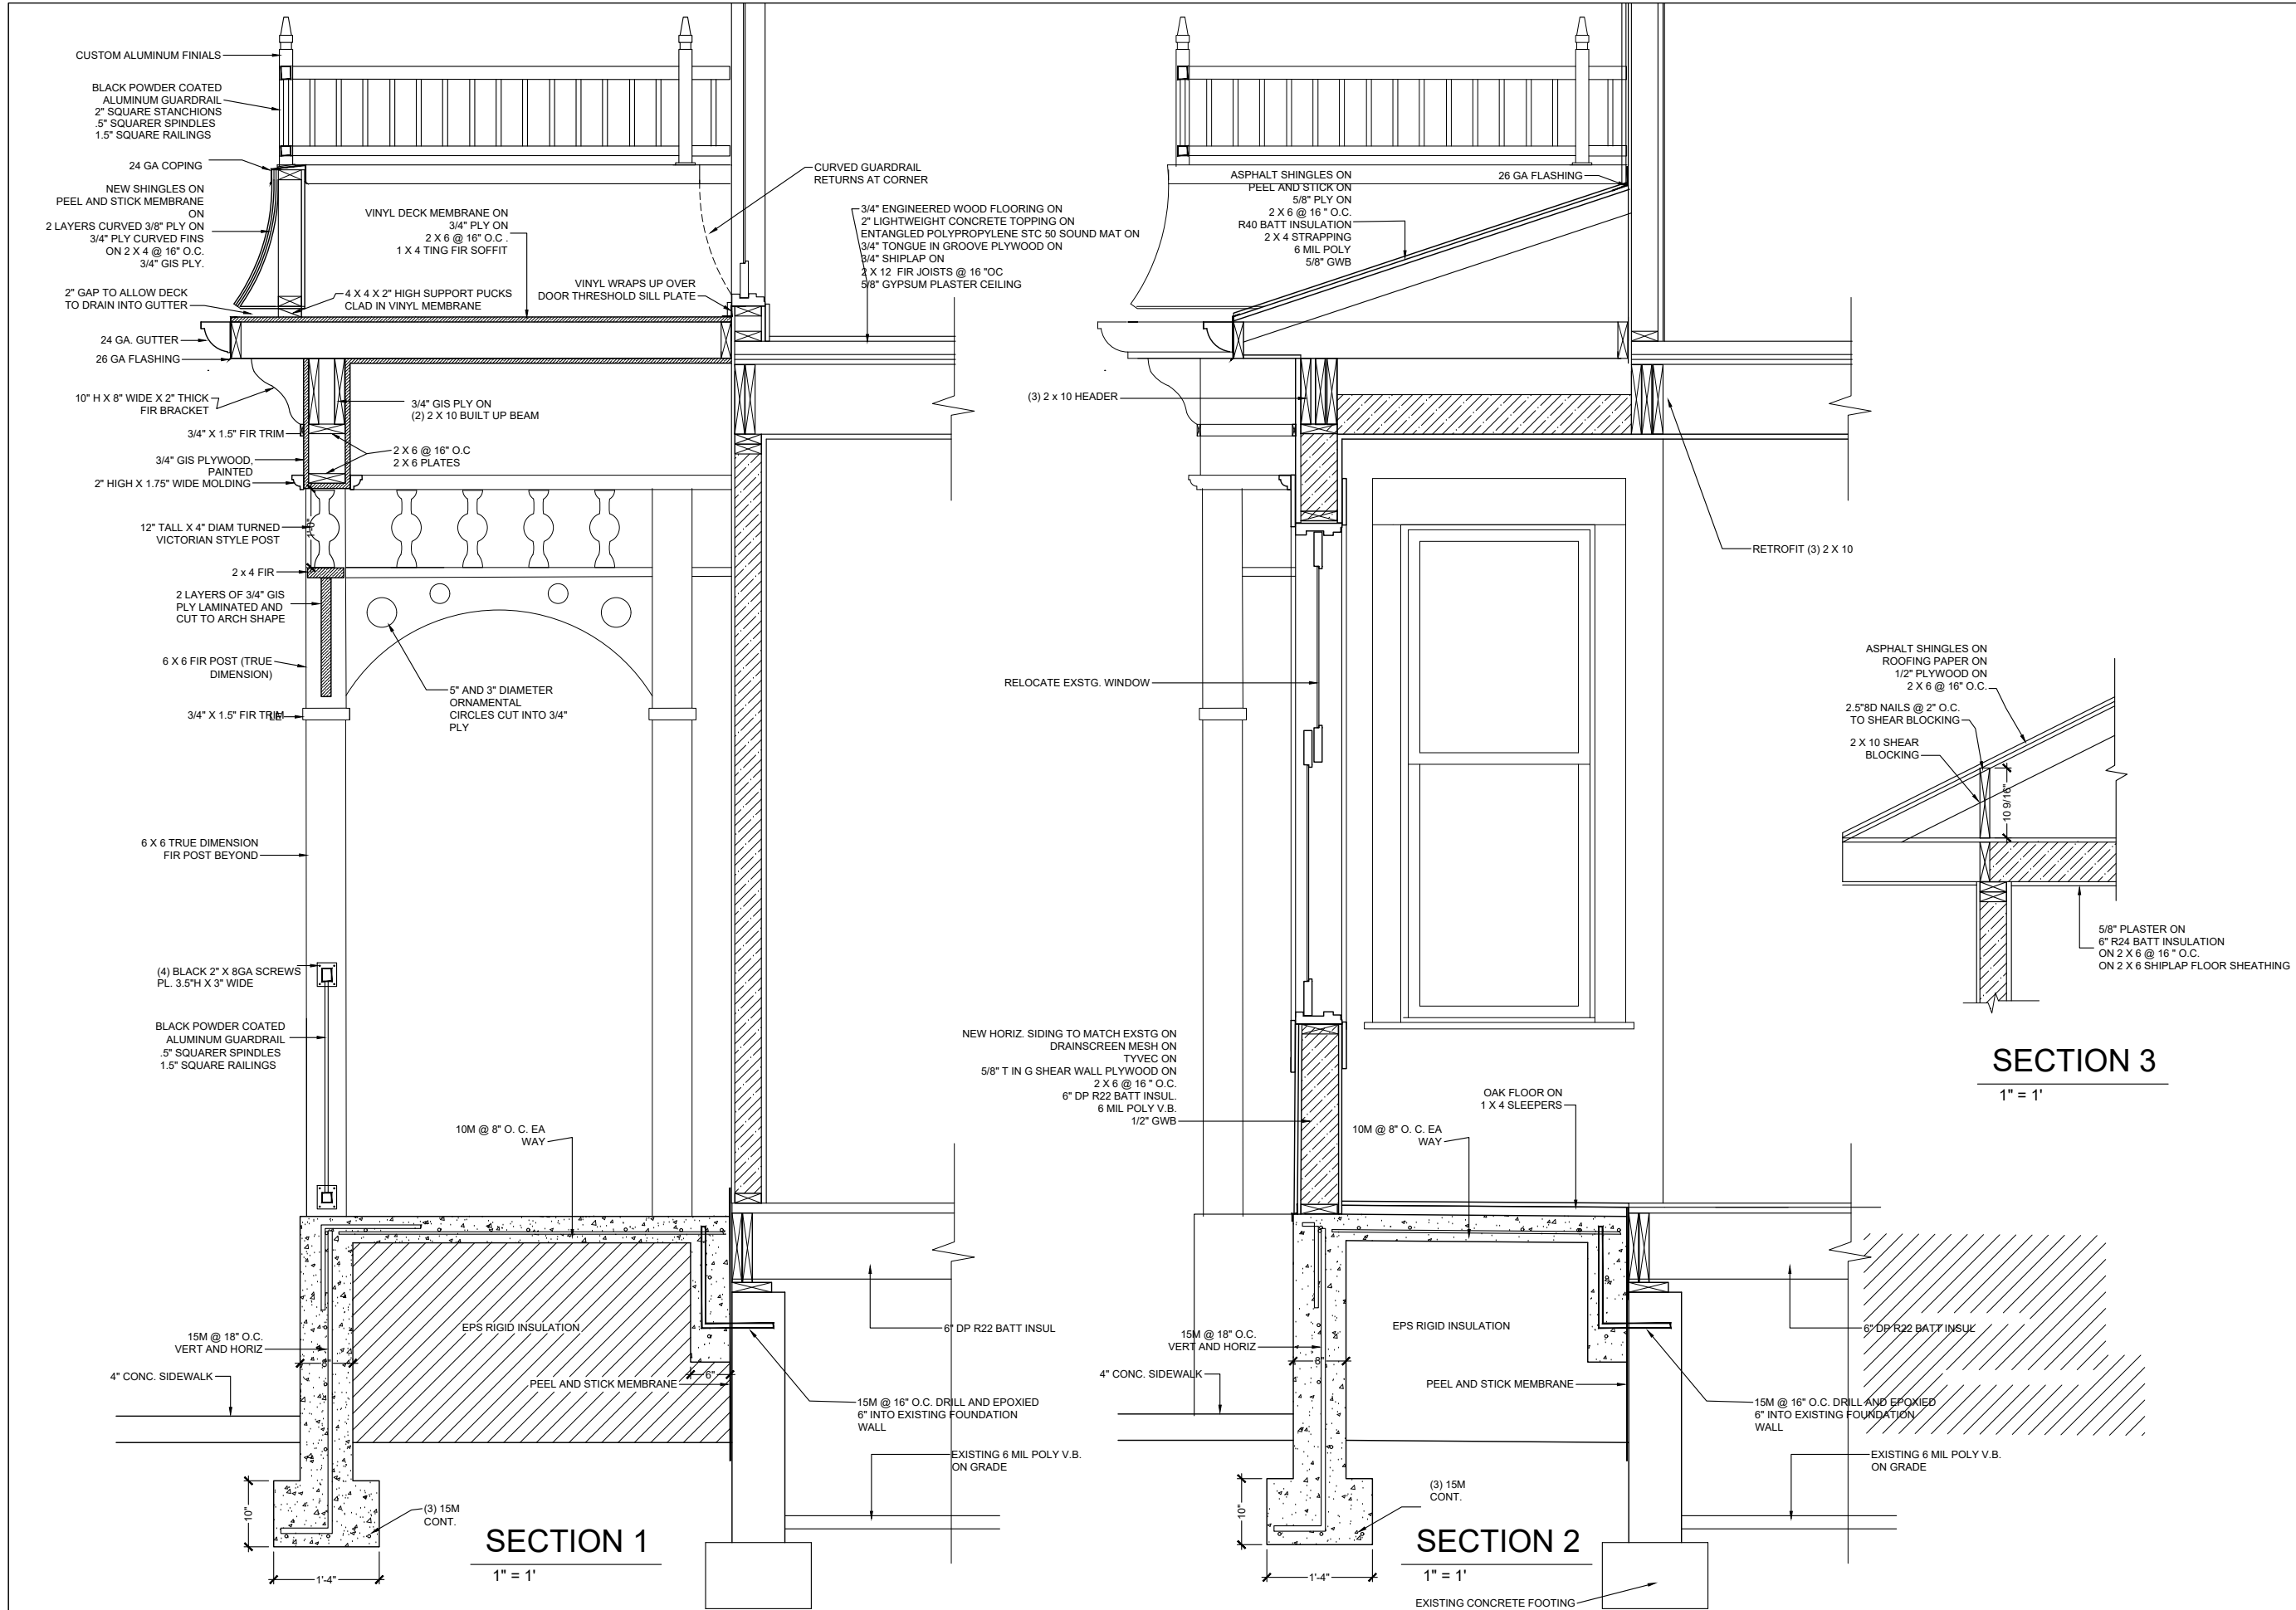 CUSTOM ALUMINUM FINIALS
BLACK POWDER COATED
ALUMINUM GUARDRAIL
2" SQUARE STANCHIONS
.5" SQUARER SPINDLES
1.5" SQUARE RAILINGS
24 GA COPING
NEW SHINGLES ON
PEEL AND STICK MEMBRANE
ON
2 LAYERS CURVED 3/8" PLY ON
3/4" PLY CURVED FINS
ON 2 X 4 @ 16" O.C.
3/4" GIS PLY.
2" GAP TO ALLOW DECK
TO DRAIN INTO GUTTER
24 GA. GUTTER
26 GA FLASHING
10" H X 8" WIDE X 2" THICK
FIR BRACKET
3/4" X 1.5" FIR TRIM
3/4" GIS PLYWOOD,
PAINTED
2" HIGH X 1.75" WIDE MOLDING
12" TALL X 4" DIAM TURNED
VICTORIAN STYLE POST
2 x 4 FIR
2 LAYERS OF 3/4" GIS
PLY LAMINATED AND
CUT TO ARCH SHAPE
6 X 6 FIR POST (TRUE
DIMENSION)
3/4" X 1.5" FIR TRIM
6 X 6 TRUE DIMENSION
FIR POST BEYOND
(4) BLACK 2" X 8GA SCREWS
PL. 3.5"H X 3" WIDE
BLACK POWDER COATED
ALUMINUM GUARDRAIL
.5" SQUARER SPINDLES
1.5" SQUARE RAILINGS
15M @ 18" O.C.
VERT AND HORIZ
4" CONC. SIDEWALK
VINYL DECK MEMBRANE ON
3/4" PLY ON
2 X 6 @ 16" O.C .
1 X 4 TING FIR SOFFIT
4 X 4 X 2" HIGH SUPPORT PUCKS
CLAD IN VINYL MEMBRANE
VINYL WRAPS UP OVER
DOOR THRESHOLD SILL PLATE
CURVED GUARDRAIL
RETURNS AT CORNER
3/4" ENGINEERED WOOD FLOORING ON
2" LIGHTWEIGHT CONCRETE TOPPING ON
ENTANGLED POLYPROPYLENE STC 50 SOUND MAT ON
3/4" TONGUE IN GROOVE PLYWOOD ON
3/4" SHIPLAP ON
2 X 12 FIR JOISTS @ 16 "OC
5/8" GYPSUM PLASTER CEILING
3/4" GIS PLY ON
(2) 2 X 10 BUILT UP BEAM
2 X 6 @ 16" O.C
2 X 6 PLATES
5" AND 3" DIAMETER
ORNAMENTAL
CIRCLES CUT INTO 3/4"
PLY
10M @ 8" O. C. EA
WAY
EPS RIGID INSULATION
6"
PEEL AND STICK MEMBRANE
6" DP R22 BATT INSUL
15M @ 16" O.C. DRILL AND EPOXIED
6" INTO EXISTING FOUNDATION
WALL
EXISTING 6 MIL POLY V.B.
ON GRADE
(3) 15M
CONT.
10"
1'-4"
SECTION 1
1" = 1'
ASPHALT SHINGLES ON
PEEL AND STICK ON
5/8" PLY ON
2 X 6 @ 16 " O.C.
R40 BATT INSULATION
2 X 4 STRAPPING
6 MIL POLY
5/8" GWB
26 GA FLASHING
(3) 2 x 10 HEADER
RETROFIT (3) 2 X 10
RELOCATE EXSTG. WINDOW
NEW HORIZ. SIDING TO MATCH EXSTG ON
DRAINSCREEN MESH ON
TYVEC ON
5/8" T IN G SHEAR WALL PLYWOOD ON
2 X 6 @ 16 " O.C.
6" DP R22 BATT INSUL.
6 MIL POLY V.B.
1/2" GWB
OAK FLOOR ON
1 X 4 SLEEPERS
10M @ 8" O. C. EA
WAY
EPS RIGID INSULATION
15M @ 18" O.C.
VERT AND HORIZ
8"
4" CONC. SIDEWALK
PEEL AND STICK MEMBRANE
6" DP R22 BATT INSUL
15M @ 16" O.C. DRILL AND EPOXIED
6" INTO EXISTING FOUNDATION
WALL
EXISTING 6 MIL POLY V.B.
ON GRADE
(3) 15M
CONT.
10"
1'-4"
SECTION 2
1" = 1'
EXISTING CONCRETE FOOTING
ASPHALT SHINGLES ON
ROOFING PAPER ON
1/2" PLYWOOD ON
2 X 6 @ 16" O.C.
2.5"8D NAILS @ 2" O.C.
TO SHEAR BLOCKING
2 X 10 SHEAR
BLOCKING
10 9/16"
5/8" PLASTER ON
6" R24 BATT INSULATION
ON 2 X 6 @ 16 " O.C.
ON 2 X 6 SHIPLAP FLOOR SHEATHING
SECTION 3
1" = 1'